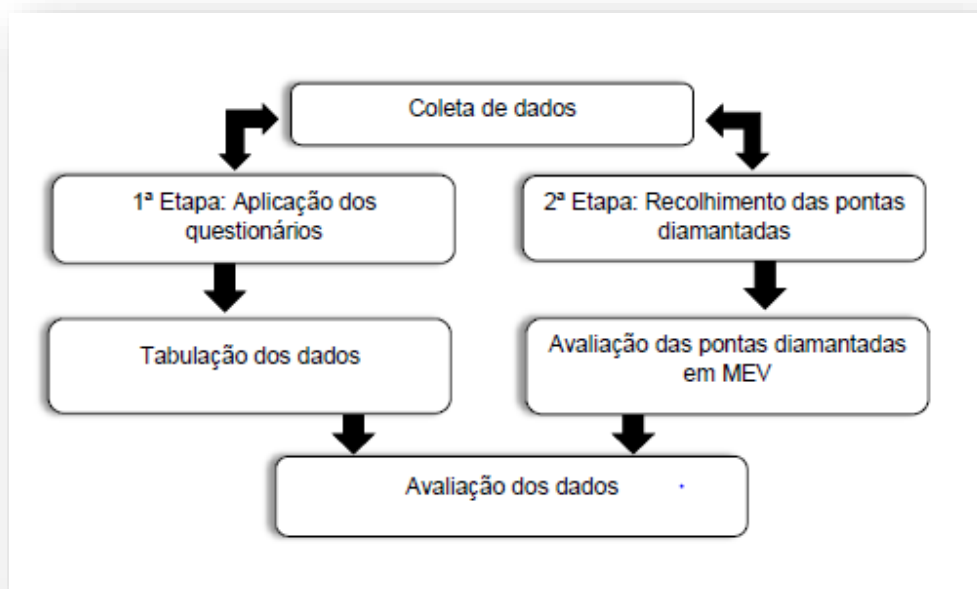 Coleta de dados
1ª Etapa: Aplicação dos
questionários
2ª Etapa: Recolhimento das pontas
diamantadas
Tabulação dos dados
Avaliação das pontas diamantadas
em MEV
Avaliação dos dados